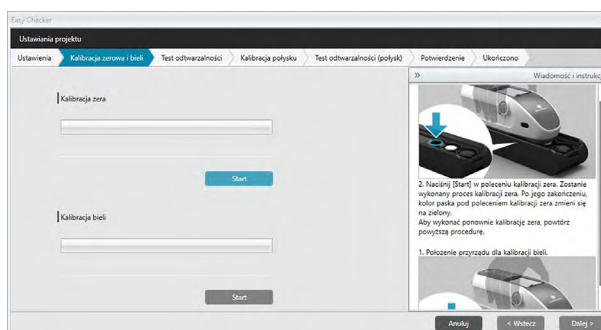 Easy Checker
Ustawiania projektu
Ustawienia Kalibracja zerowa i bieli Test odtwarzalności Kalibracja połysku Test odtwarzalności (połysk) Potwierdzenie Ukończono
» Wiadomość i instrukcj
Kalibracja zera
Start
2. Naciśnij [Start] w poleceniu kalibracji zera. Zostanie
wykonany proces kalibracji zera. Po jego zakończeniu,
kolor paska pod poleceniem kalibracji zera zmieni się
na zielony.
Aby wykonać ponownie kalibrację zera, powtórz
powyższą procedurę.
Kalibracja bieli
1. Położenie przyrządu dla kalibracji bieli.
Start
Anuluj < Wstecz Dalej >